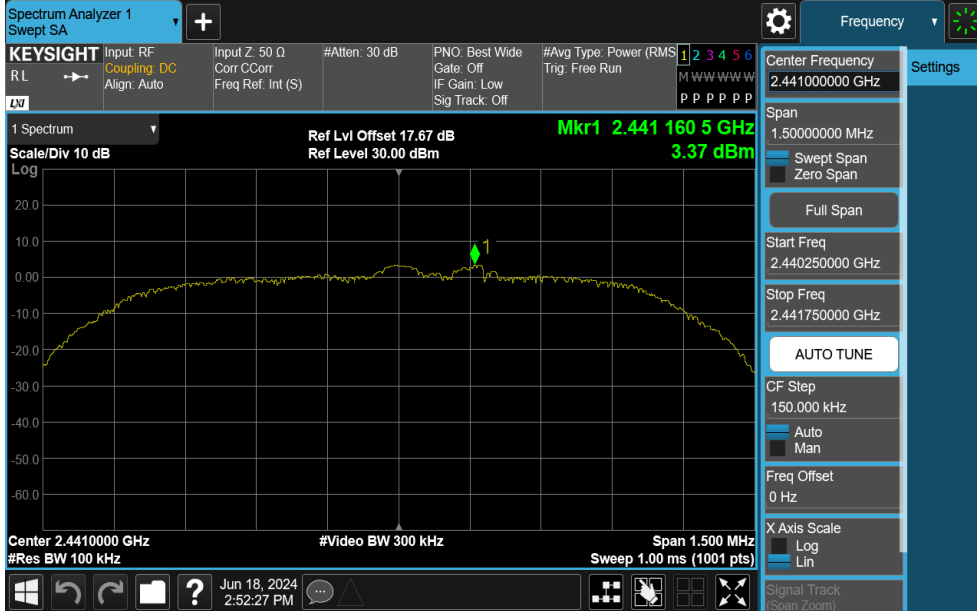 Spectrum Analyzer 1
Swept SA
+
Frequency
KEYSIGHT
R L
LXI
Input: RF
Coupling: DC
Align: Auto
Input Z: 50 Ω
Corr CCorr
Freq Ref: Int (S)
#Atten: 30 dB
PNO: Best Wide
Gate: Off
IF Gain: Low
Sig Track: Off
#Avg Type: Power (RMS
Trig: Free Run
1 2 3 4 5 6
M W W W W W
P P P P P P
Center Frequency
2.441000000 GHz
Settings
Span
1.50000000 MHz
Swept Span
Zero Span
Full Span
Start Freq
2.440250000 GHz
Stop Freq
2.441750000 GHz
AUTO TUNE
CF Step
150.000 kHz
Auto
Man
Freq Offset
0 Hz
X Axis Scale
Log
Lin
Signal Track
(Span Zoom)
1 Spectrum
Scale/Div 10 dB
Log
Ref Lvl Offset 17.67 dB
Ref Level 30.00 dBm
Mkr1 2.441 160 5 GHz
3.37 dBm
20.0
10.0
0.00
-10.0
-20.0
-30.0
-40.0
-50.0
-60.0
1
Center 2.4410000 GHz
#Res BW 100 kHz
#Video BW 300 kHz
Span 1.500 MHz
Sweep 1.00 ms (1001 pts)
?
Jun 18, 2024
2:52:27 PM